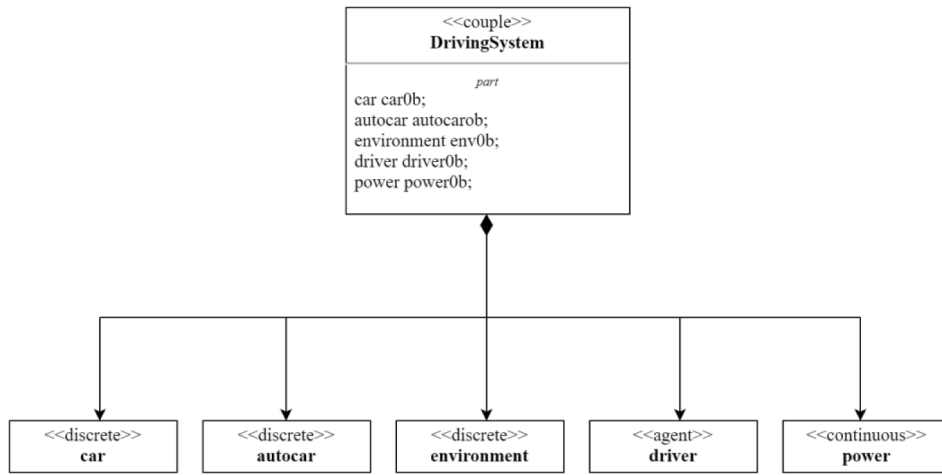 <<couple>>
DrivingSystem
part
car car0b;
autocar autocarob;
environment env0b;
driver driver0b;
power power0b;
<<discrete>>
car
<<discrete>>
autocar
<<discrete>>
environment
<<agent>>
driver
<<continuous>>
power